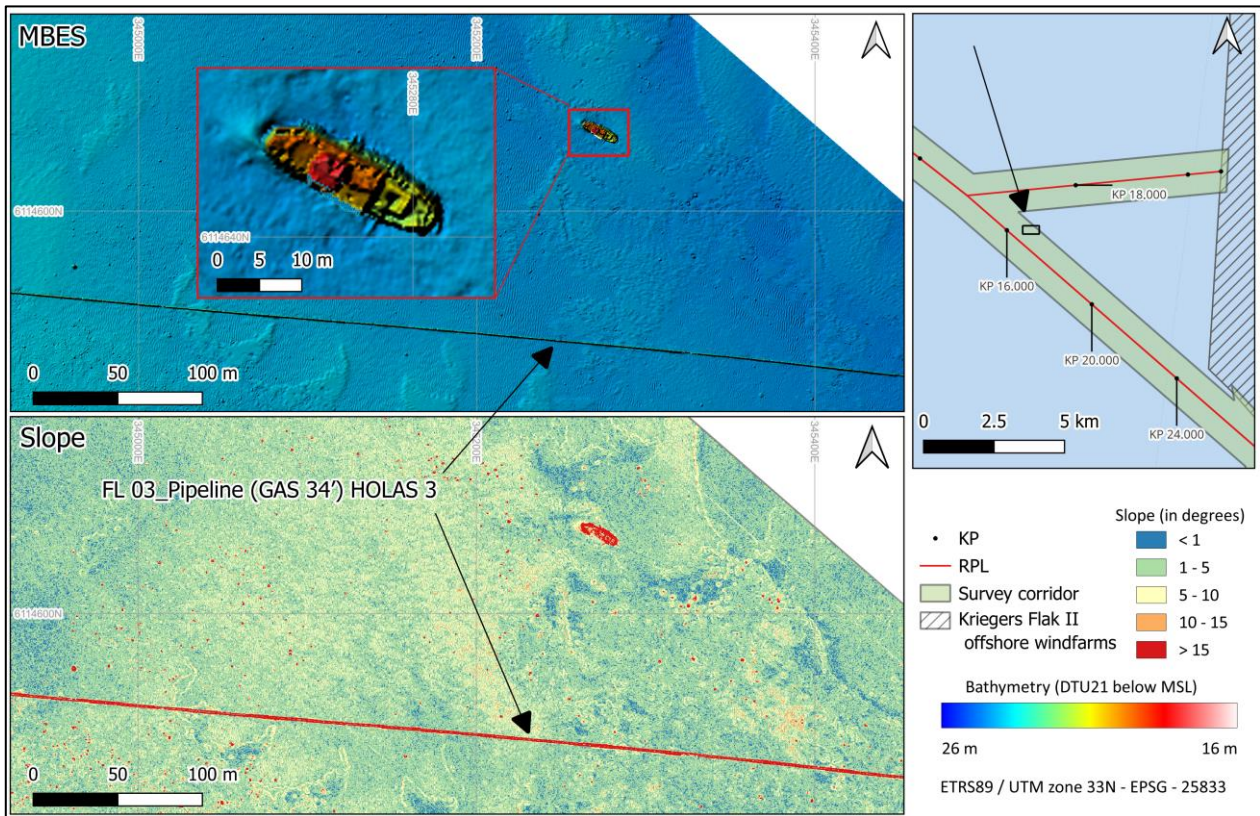 MBES
345000E
345200E
345400E
345280E
6114600N
6114640N
0 5 10 m
0 50 100 m
Slope
345000E
345200E
345400E
FL 03_Pipeline (GAS 34') HOLAS 3
6114600N
0 50 100 m
KP 18.000
KP 16.000
KP 20.000
KP 24.000
0 2.5 5 km
KP
RPL
Survey corridor
Kriegers Flak II
offshore windfarms
Slope (in degrees)
< 1
1 - 5
5 - 10
10 - 15
> 15
Bathymetry (DTU21 below MSL)
26 m 16 m
ETRS89 / UTM zone 33N - EPSG - 25833